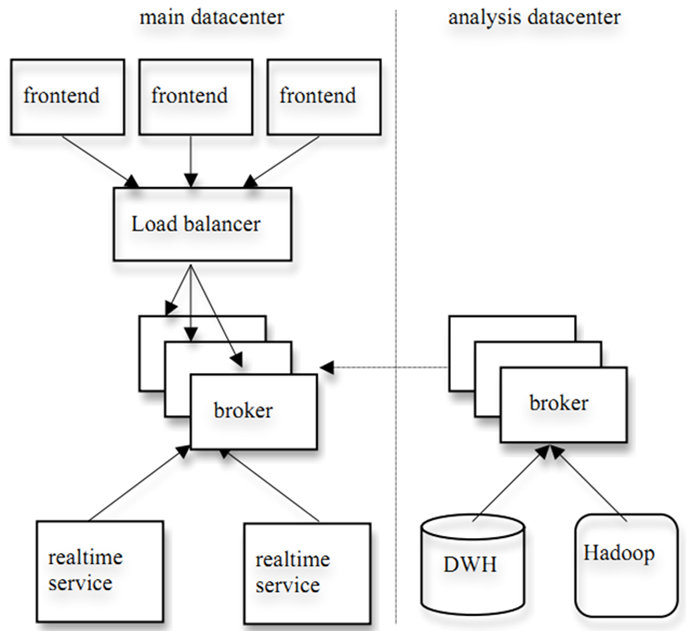 main datacenter
analysis datacenter
frontend
frontend
frontend
Load balancer
broker
broker
realtime
service
realtime
service
DWH
Hadoop